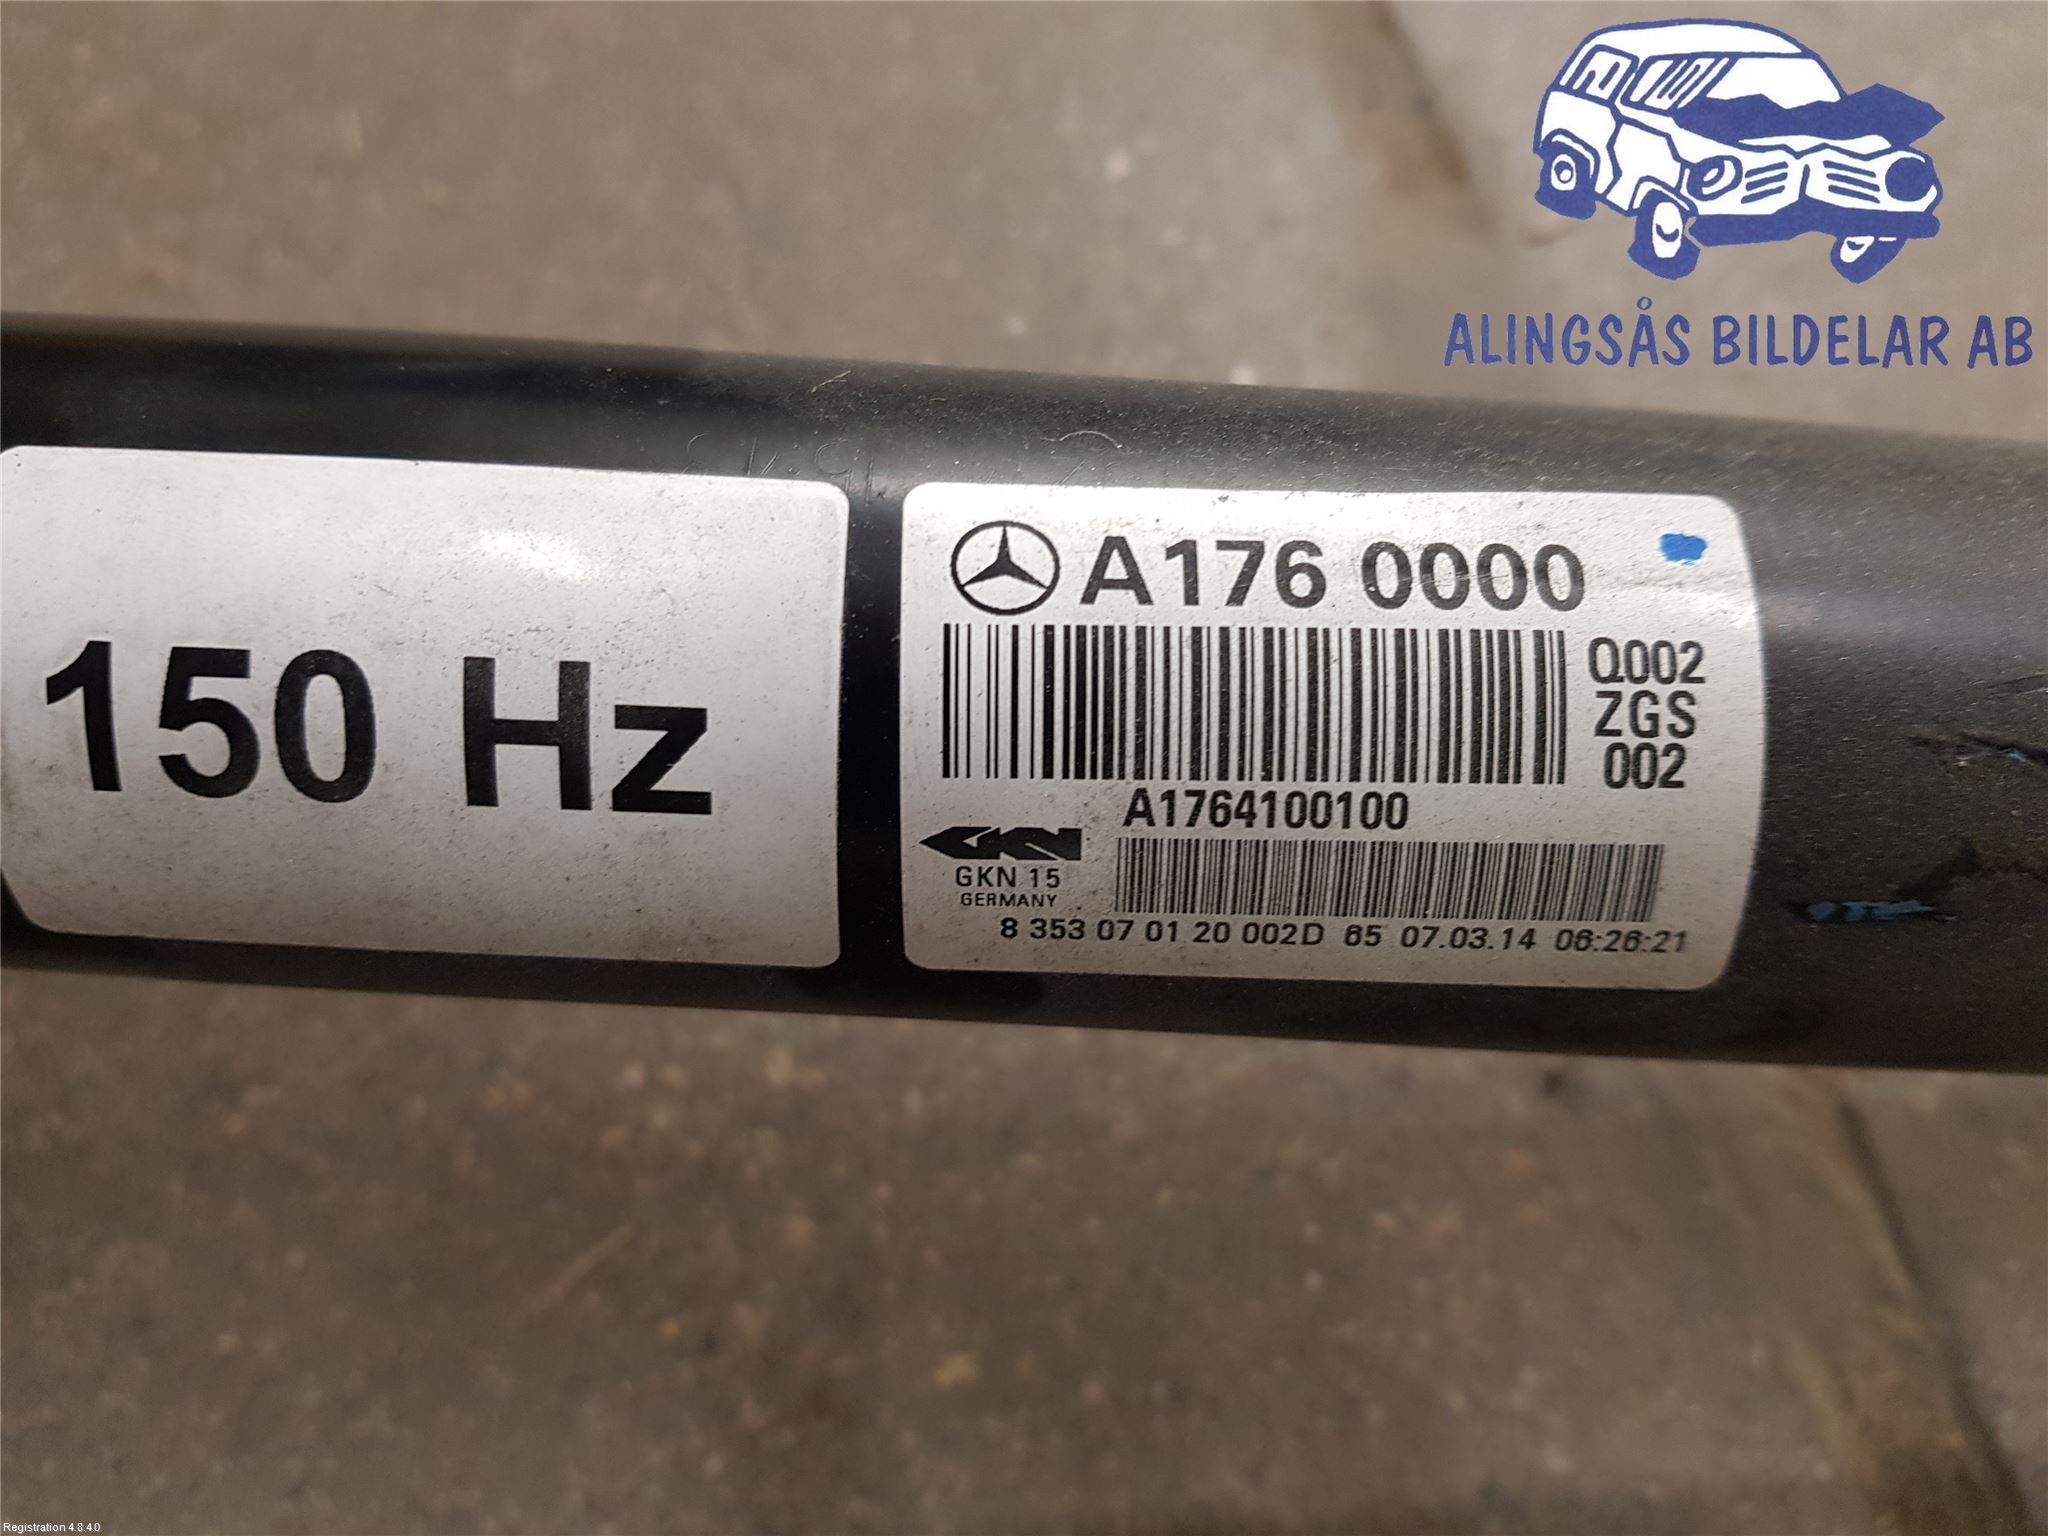 ALINGSÅS BILDELAR AB
150 Hz
A176 0000
Q002
ZGS
002
A1764100100
GKN
GKN 15
GERMANY
8 353 07 01 20 002D 65 07.03.14 06:26:21
Registration 4.8.4.0